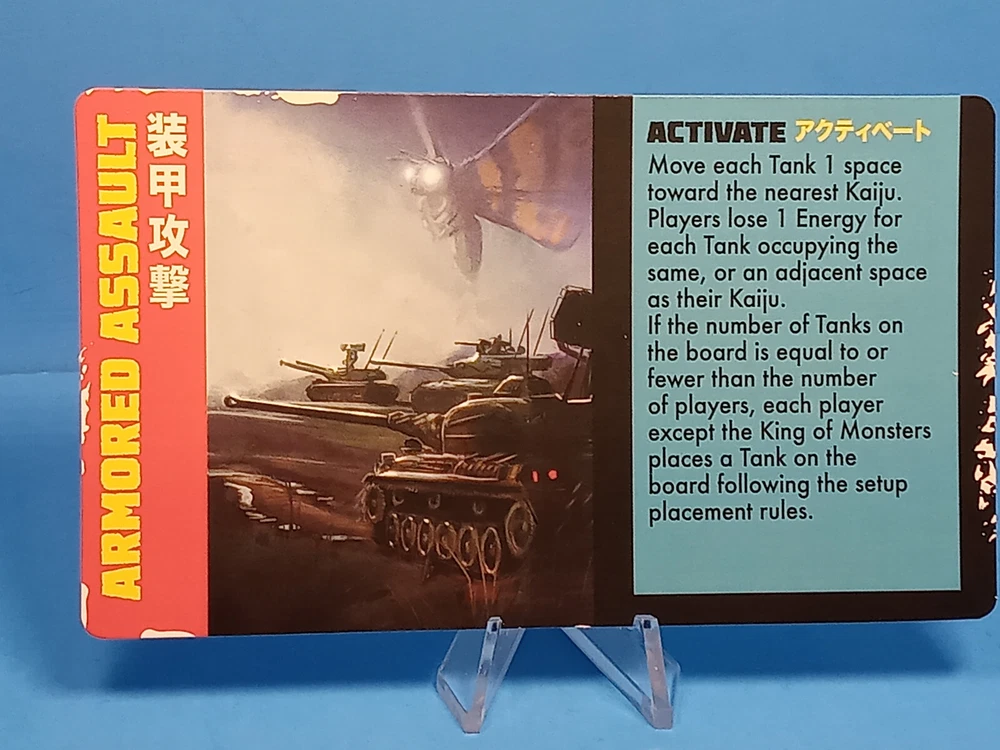 ARMORED ASSAULT
装甲攻撃
ACTIVATE アクティベート
Move each Tank 1 space
toward the nearest Kaiju.
Players lose 1 Energy for
each Tank occupying the
same, or an adjacent space
as their Kaiju.
If the number of Tanks on
the board is equal to or
fewer than the number
of players, each player
except the King of Monsters
places a Tank on the
board following the setup
placement rules.